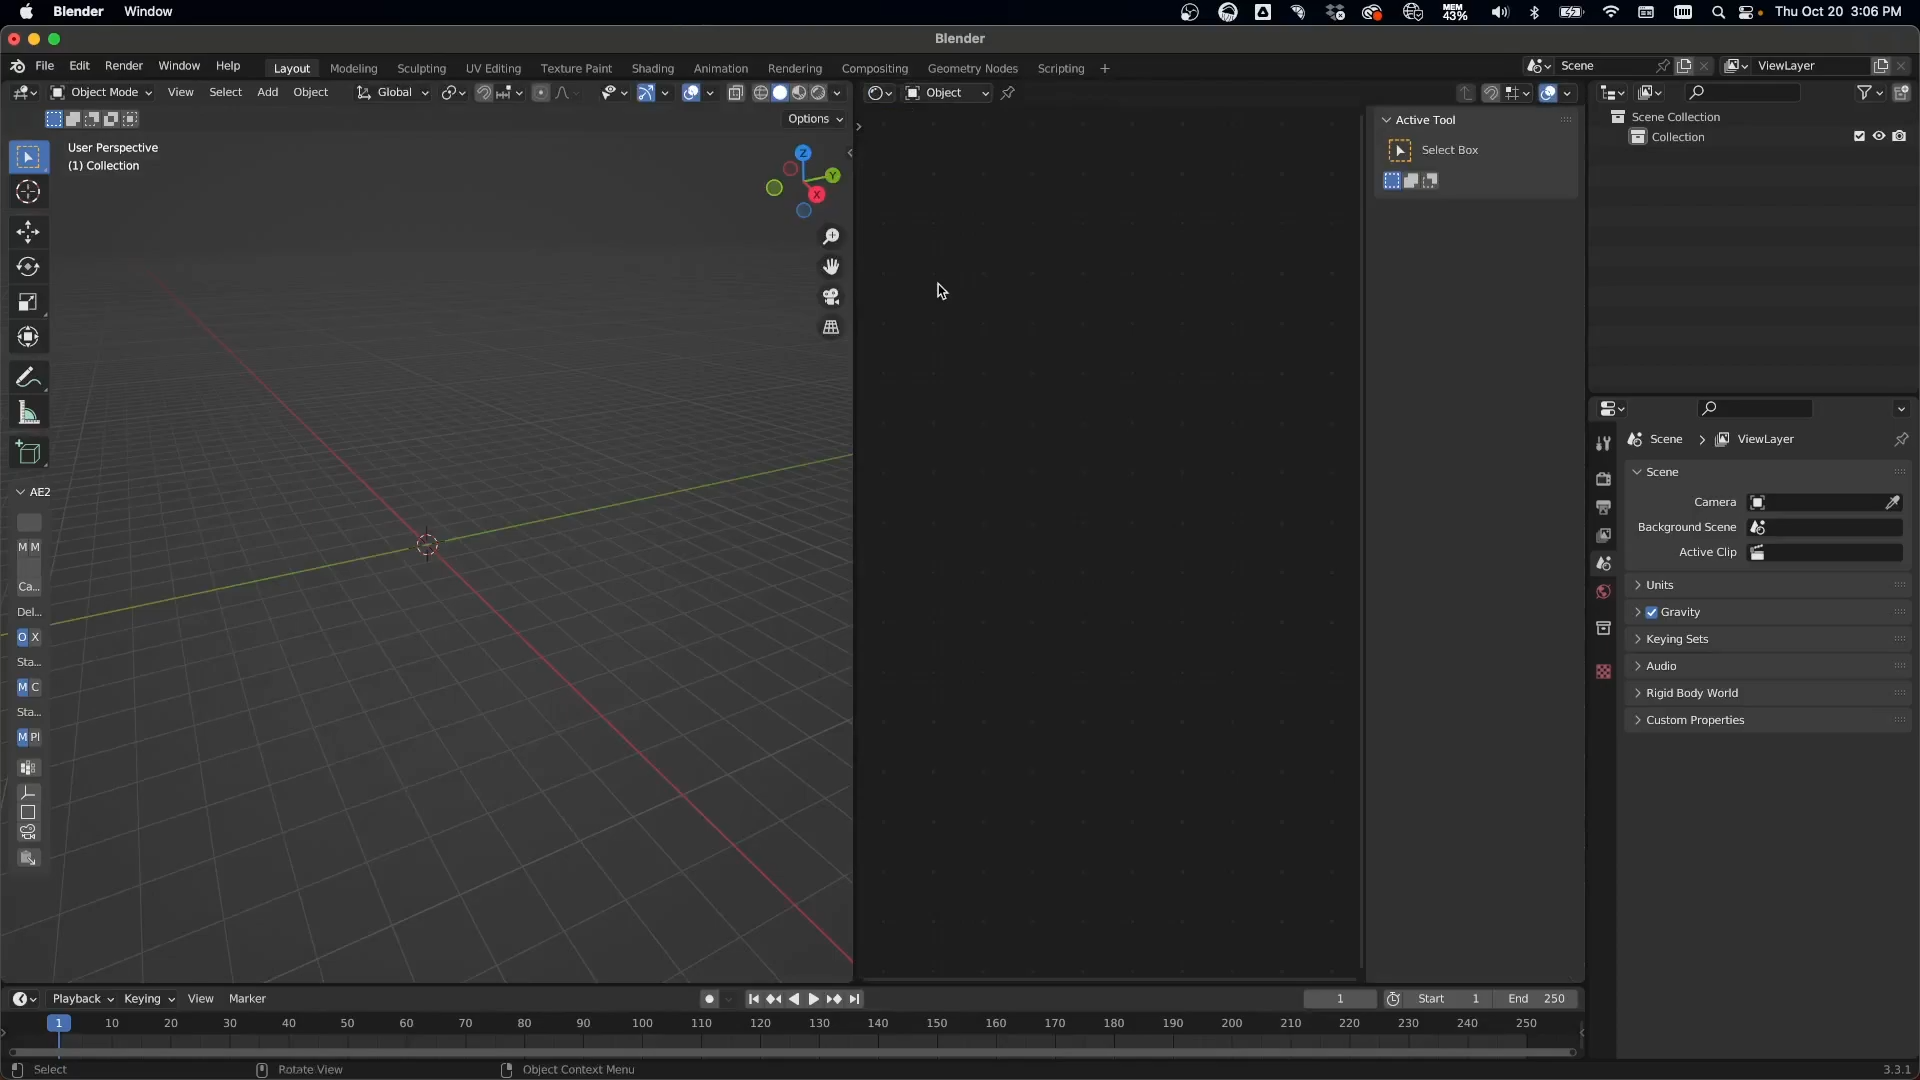 Blender Window MEM 43% Thu Oct 20 3:06 PM
Blender
File Edit Render Window Help Layout Modeling Sculpting UV Editing Texture Paint Shading Animation Rendering Compositing Geometry Nodes Scripting + Scene ViewLayer
Object Mode View Select Add Object Global Object
Options
User Perspective
(1) Collection
Z
Y
X
AE2
M M
Ca...
Del...
O X
Sta...
M C
Sta...
M Pl
Active Tool
Select Box
Scene Collection
Collection
Scene > ViewLayer
Scene
Camera
Background Scene
Active Clip
Units
Gravity
Keying Sets
Audio
Rigid Body World
Custom Properties
Playback Keying View Marker 1 Start 1 End 250
1 10 20 30 40 50 60 70 80 90 100 110 120 130 140 150 160 170 180 190 200 210 220 230 240 250
Select Rotate View Object Context Menu 3.3.1